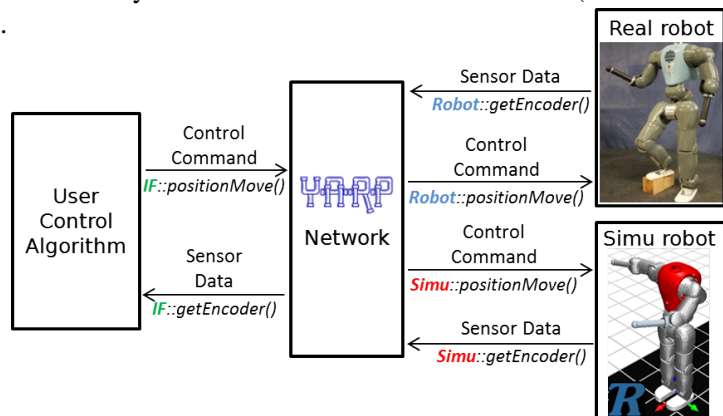 .
Real robot
Sensor Data
Robot::getEncoder()
Control
Command
Robot::positionMove()
Control
Command
IF::positionMove()
User
Control
Algorithm
YARP
Network
Sensor
Data
IF::getEncoder()
Control
Command
Simu::positionMove()
Sensor Data
Simu::getEncoder()
Simu robot
R